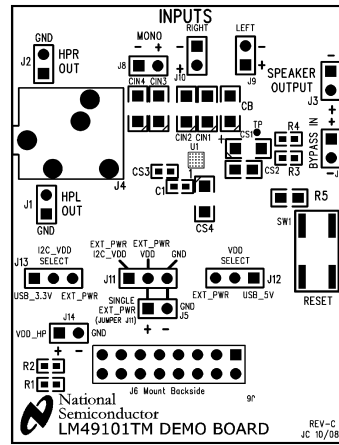 INPUTS
GND
J2
HPR
OUT
MONO
J8
RIGHT
J10
LEFT
J9
SPEAKER
OUTPUT
J3
CIN4 CIN3
CIN2 CIN1
CB
TP
CS1
R4
R3
CS2
BYPASS IN
U1
J4
CS3
C1
CS4
J1
HPL
OUT
GND
R5
SW1
RESET
J13
I2C_VDD
SELECT
USB_3.3V EXT_PWR
EXT_PWR
I2C_VDD VDD GND
J11
VDD
SELECT
J12
EXT_PWR USB_5V
SINGLE
EXT_PWR
(JUMPER J11)
J5
J14
VDD_HP GND
R2
R1
J6 Mount Backside
National
Semiconductor
LM49101TM DEMO BOARD
REV-C
JC 10/08